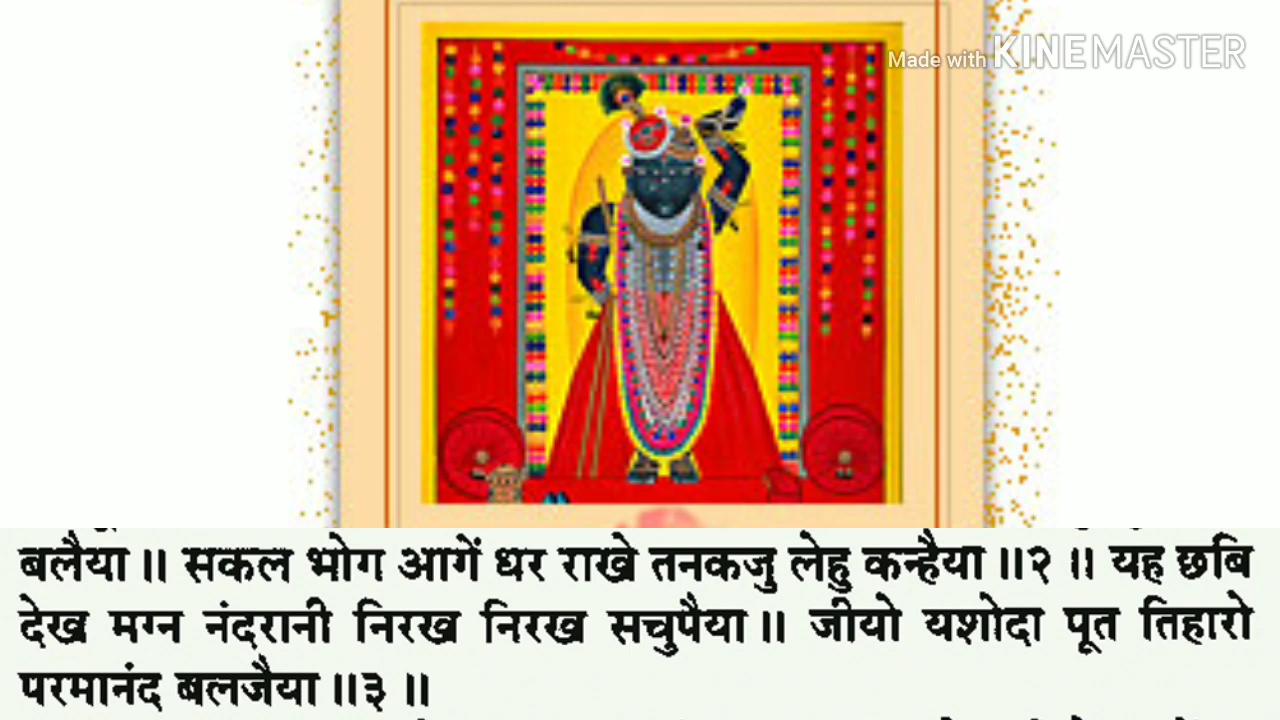 Made with KINEMASTER
बलैया ॥ सकल भोग आगें धर राखे तनकजु लेहु कन्हैया ॥२ ॥ यह छबि
देख मग्न नंदरानी निरख निरख सचुपैया ॥ जीयो यशोदा पूत तिहारो
परमानंद बलजैया ॥३ ॥